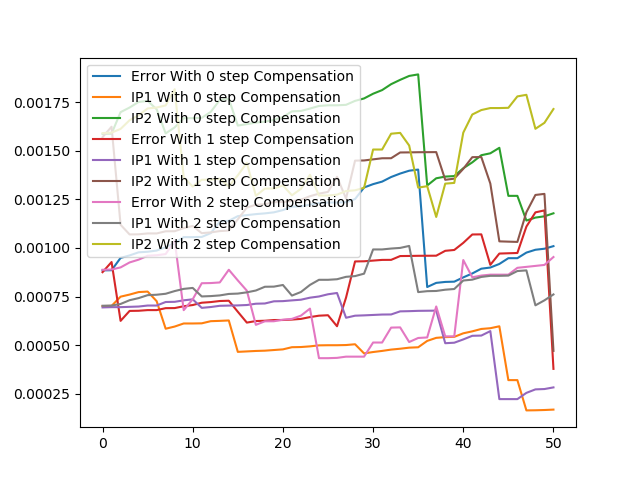 Error With 0 step Compensation
IP1 With 0 step Compensation
IP2 With 0 step Compensation
Error With 1 step Compensation
IP1 With 1 step Compensation
IP2 With 1 step Compensation
Error With 2 step Compensation
IP1 With 2 step Compensation
IP2 With 2 step Compensation
0.00175
0.00150
0.00125
0.00100
0.00075
0.00050
0.00025
0 10 20 30 40 50